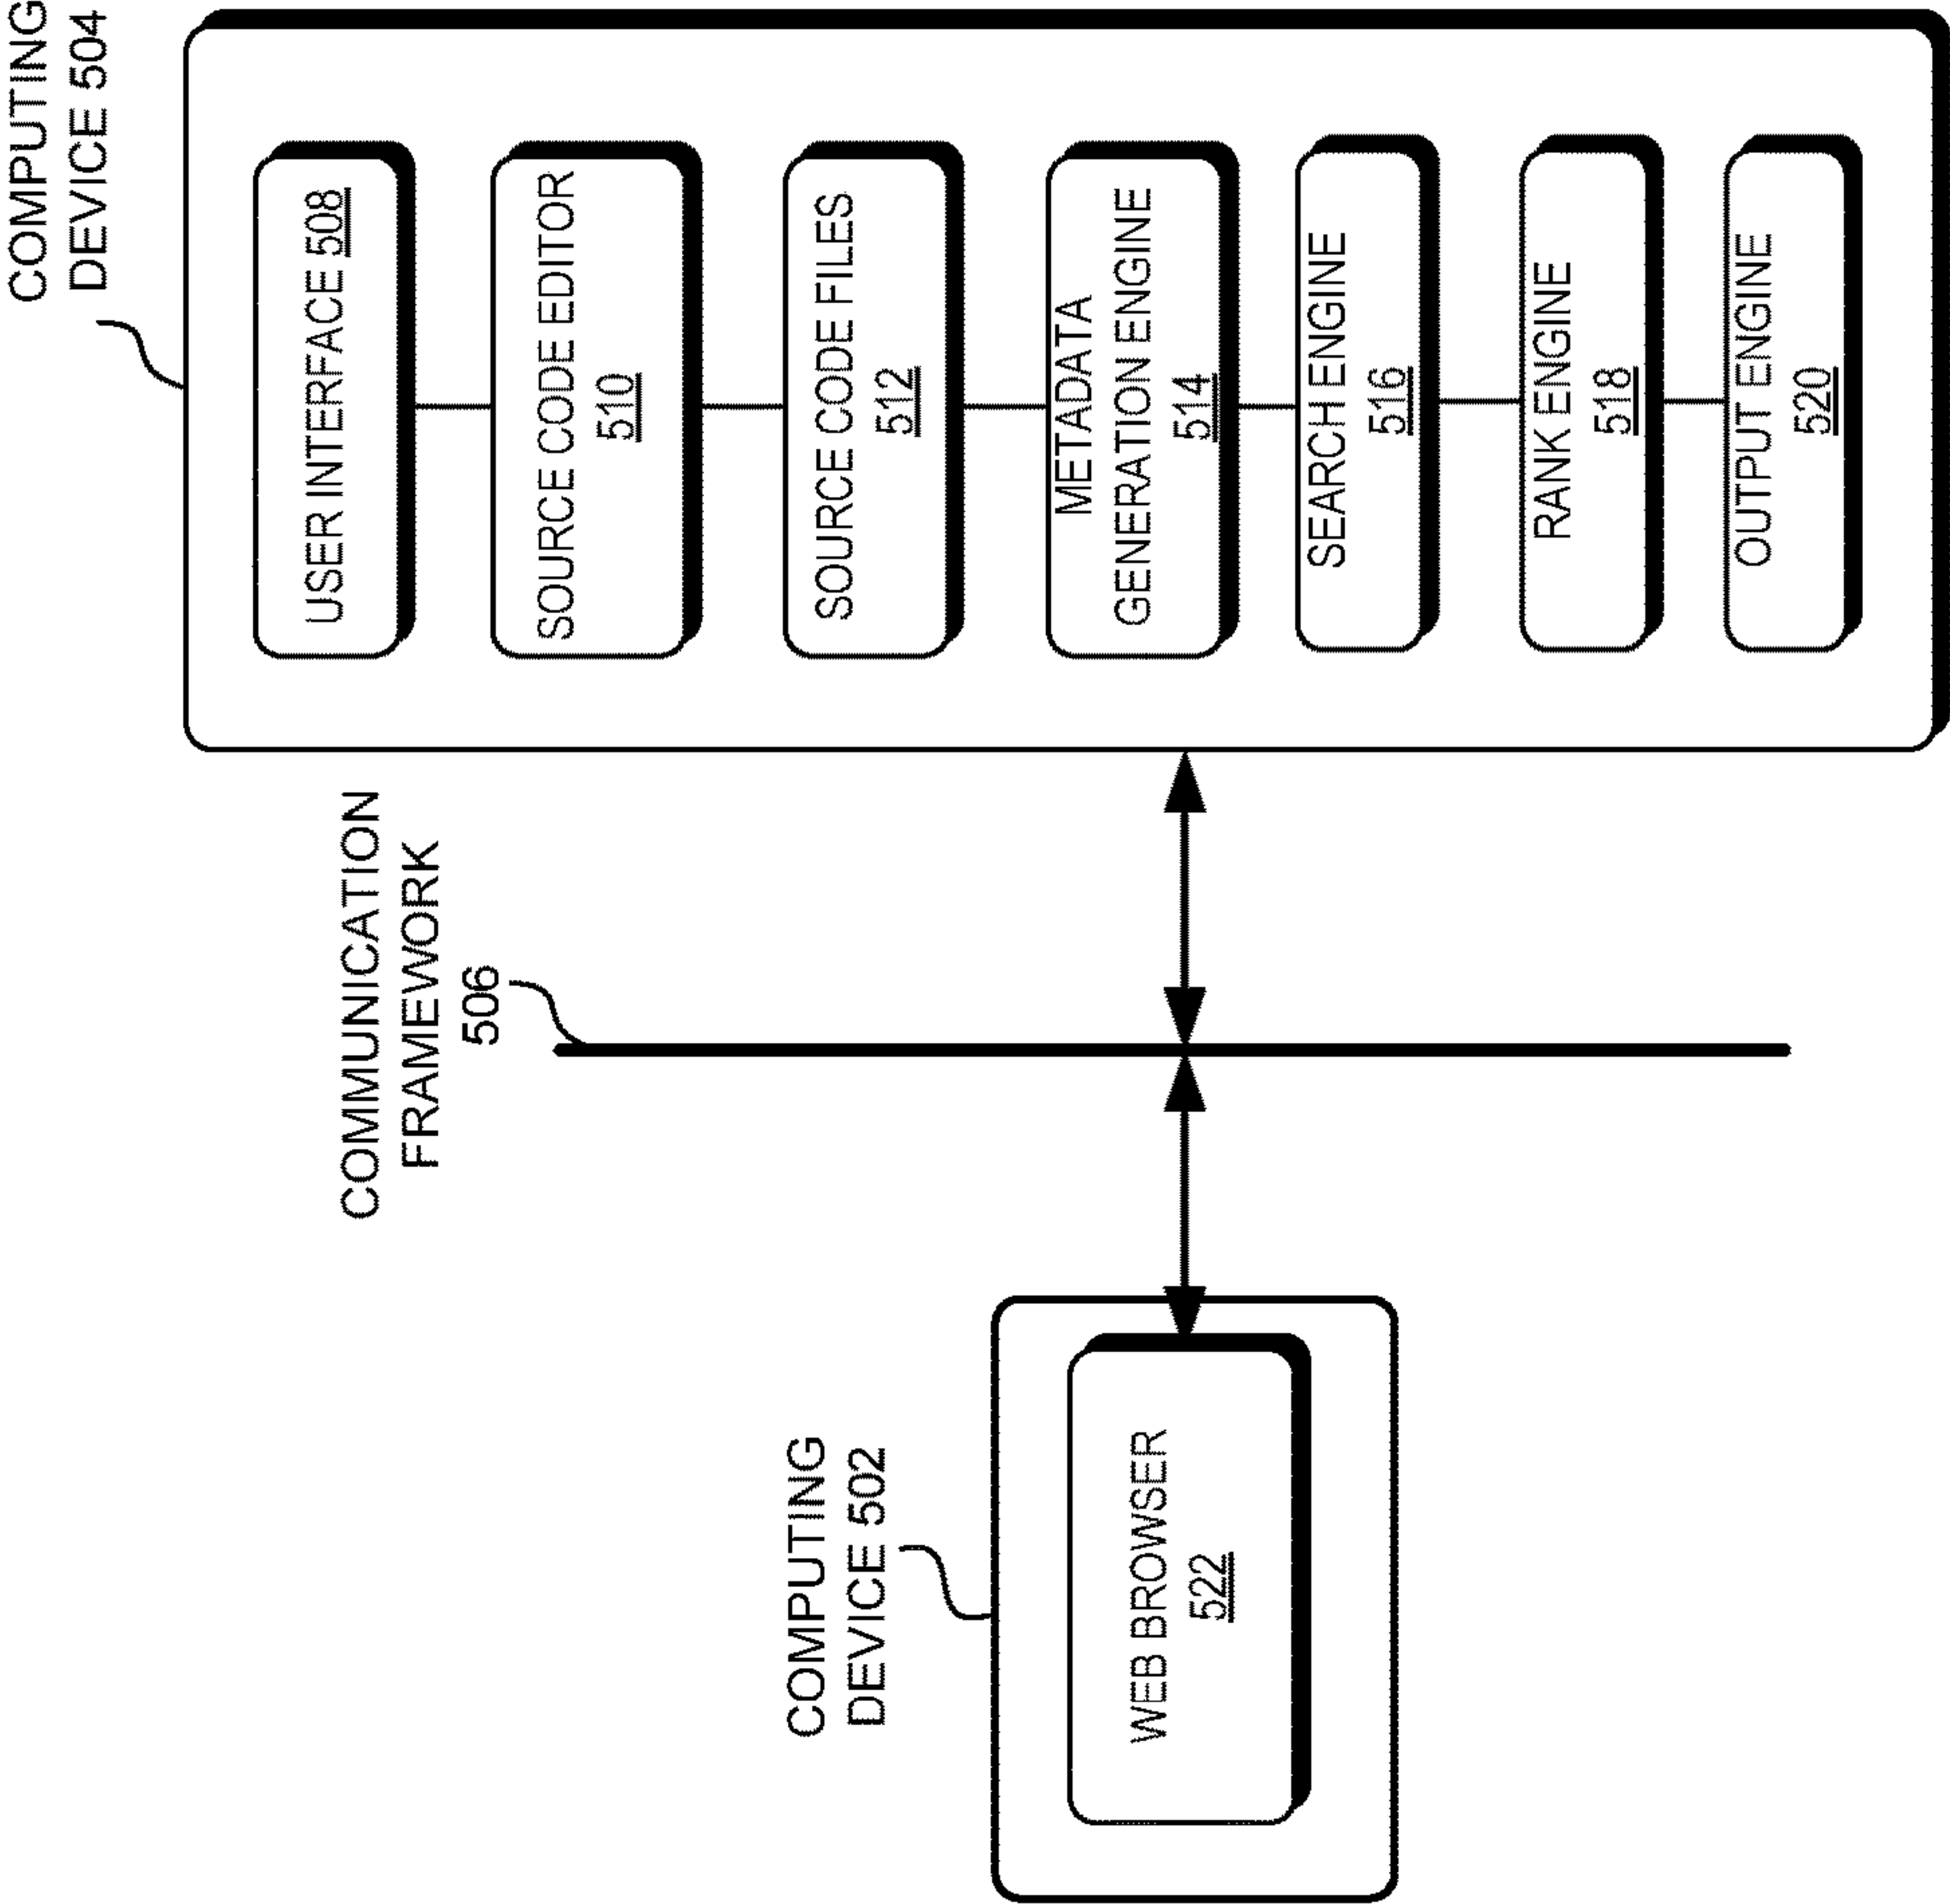 COMPUTING
DEVICE 504
USER INTERFACE 508
SOURCE CODE EDITOR
510
SOURCE CODE FILES
512
METADATA
GENERATION ENGINE
514
SEARCH ENGINE
516
RANK ENGINE
518
OUTPUT ENGINE
520
COMMUNICATION
FRAMEWORK
506
COMPUTING
DEVICE 502
WEB BROWSER
522